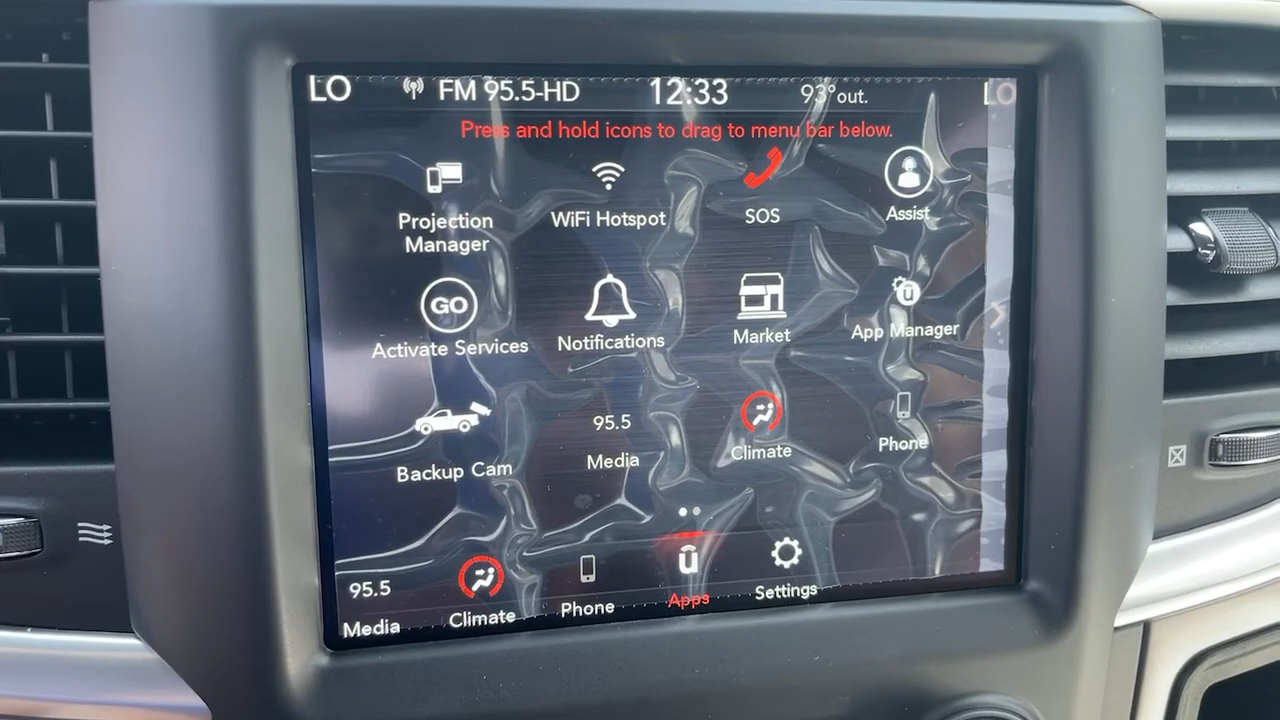 LO FM 95.5-HD 12:33 93° out. LO
Press and hold icons to drag to menu bar below.
Projection Manager
WiFi Hotspot
SOS
Assist
GO
Activate Services
Notifications
Market
u
App Manager
Backup Cam
95.5
Media
Climate
Phone
95.5
Media
Climate
Phone
u
Apps
Settings